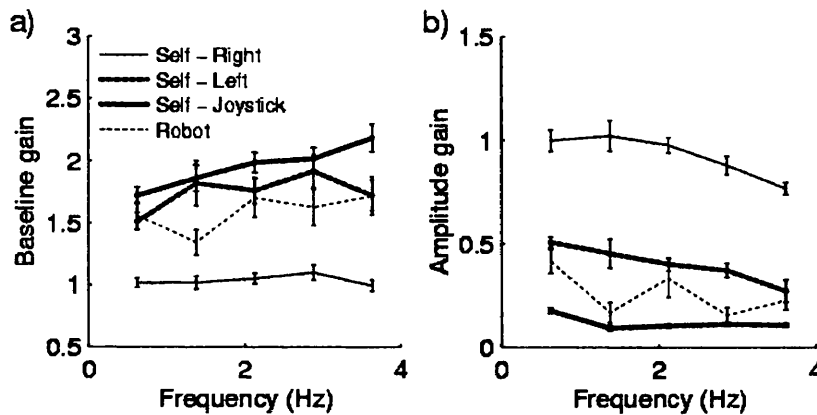 a)
3
2.5
2
1.5
1
0.5
0
2
4
Baseline gain
Frequency (Hz)
Self – Right
Self – Left
Self – Joystick
Robot
b)
1.5
1
0.5
0
0
2
4
Amplitude gain
Frequency (Hz)